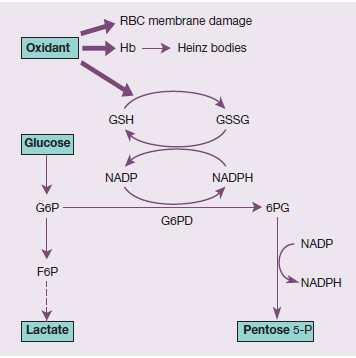 RBC membrane damage
Oxidant
Hb
Heinz bodies
GSH
GSSG
Glucose
NADP
NADPH
G6P
6PG
G6PD
NADP
F6P
NADPH
Lactate
Pentose 5-P